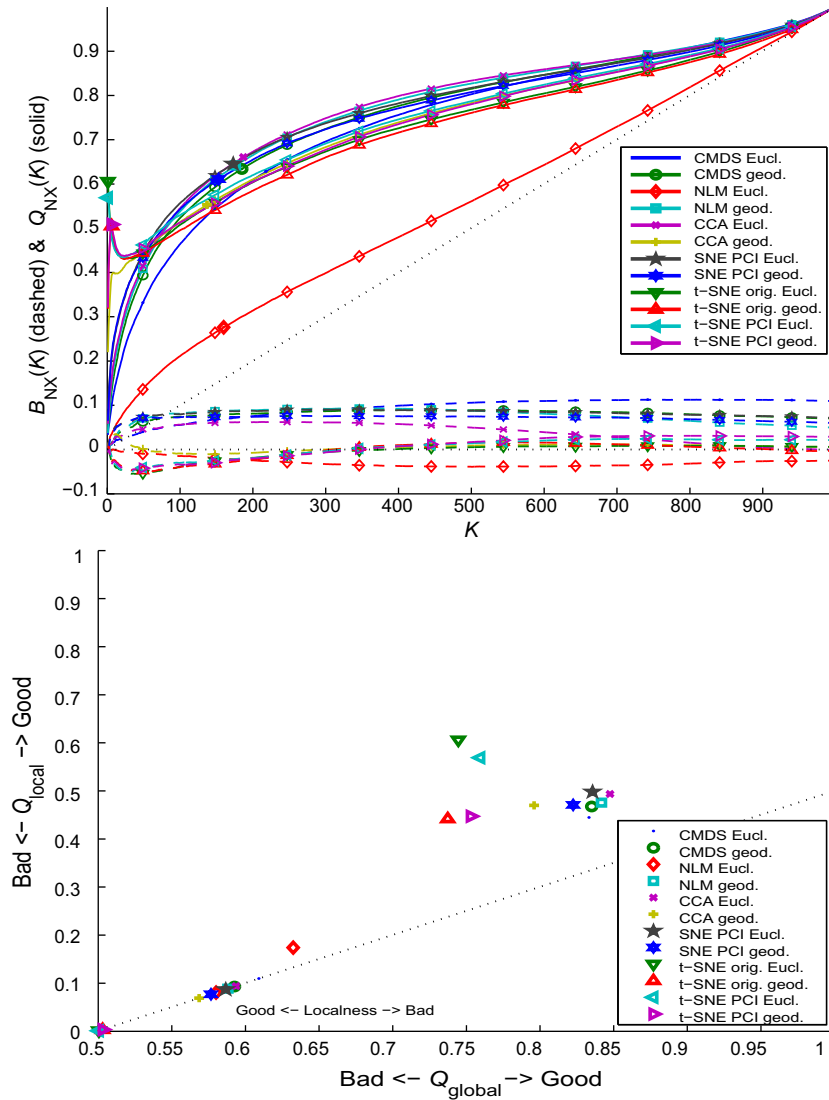 B_NX(K) (dashed) & Q_NX(K) (solid)
0.9
0.8
0.7
0.6
0.5
0.4
0.3
0.2
0.1
0
−0.1
0 100 200 300 400 500 600 700 800 900
K
CMDS Eucl.
CMDS geod.
NLM Eucl.
NLM geod.
CCA Eucl.
CCA geod.
SNE PCI Eucl.
SNE PCI geod.
t−SNE orig. Eucl.
t−SNE orig. geod.
t−SNE PCI Eucl.
t−SNE PCI geod.
Bad <− Q_local −> Good
1
0.9
0.8
0.7
0.6
0.5
0.4
0.3
0.2
0.1
0
CMDS Eucl.
CMDS geod.
NLM Eucl.
NLM geod.
CCA Eucl.
CCA geod.
SNE PCI Eucl.
SNE PCI geod.
t−SNE orig. Eucl.
t−SNE orig. geod.
t−SNE PCI Eucl.
t−SNE PCI geod.
Good <− Localness −> Bad
0.5 0.55 0.6 0.65 0.7 0.75 0.8 0.85 0.9 0.95 1
Bad <− Q_global −> Good